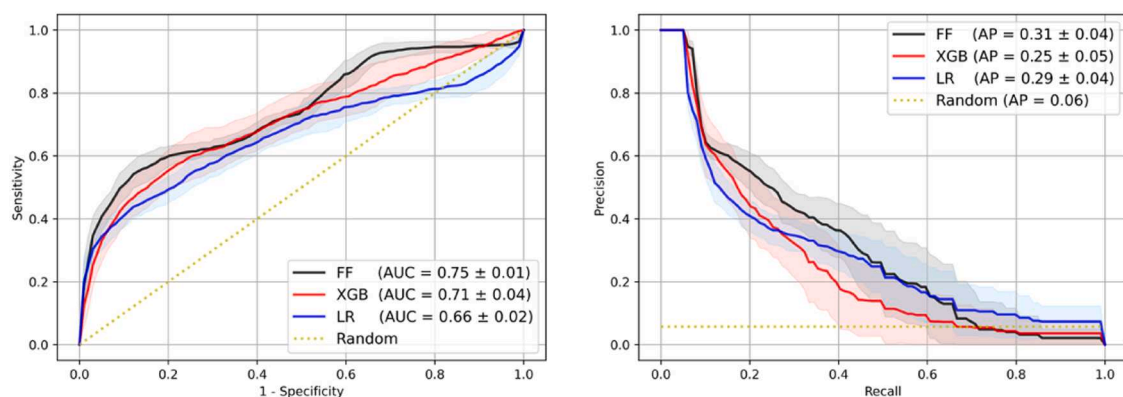 Sensitivity
1.0
0.8
0.6
0.4
0.2
0.0
0.0 0.2 0.4 0.6 0.8 1.0
1 - Specificity
FF (AUC = 0.75 ± 0.01)
XGB (AUC = 0.71 ± 0.04)
LR (AUC = 0.66 ± 0.02)
Random
Precision
1.0
0.8
0.6
0.4
0.2
0.0
0.0 0.2 0.4 0.6 0.8 1.0
Recall
FF (AP = 0.31 ± 0.04)
XGB (AP = 0.25 ± 0.05)
LR (AP = 0.29 ± 0.04)
Random (AP = 0.06)